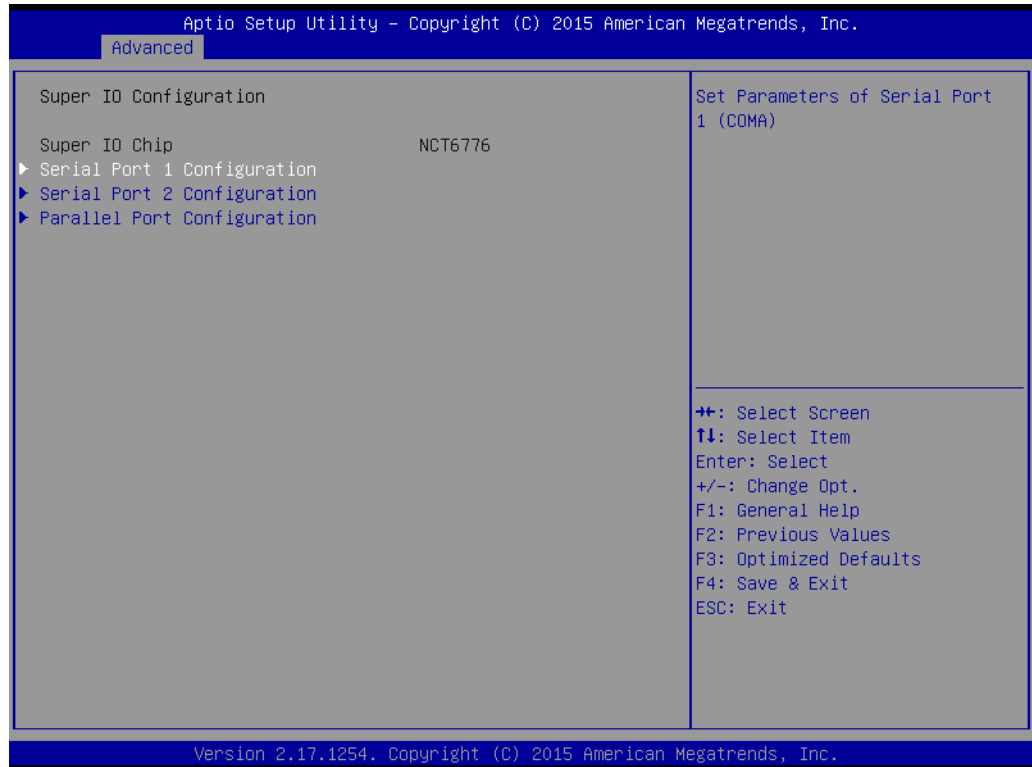 Aptio Setup Utility – Copyright (C) 2015 American Megatrends, Inc.
Advanced
Super IO Configuration
Super IO Chip NCT6776
▶ Serial Port 1 Configuration
▶ Serial Port 2 Configuration
▶ Parallel Port Configuration
Set Parameters of Serial Port
1 (COMA)
→←: Select Screen
↑↓: Select Item
Enter: Select
+/-: Change Opt.
F1: General Help
F2: Previous Values
F3: Optimized Defaults
F4: Save & Exit
ESC: Exit
Version 2.17.1254. Copyright (C) 2015 American Megatrends, Inc.